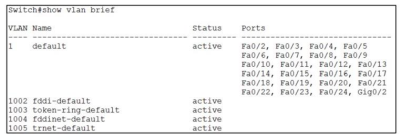 Switch#show vlan brief
VLAN Name Status Ports
---- -------------------------------- --------- -------------------------------
1 default active Fa0/2, Fa0/3, Fa0/4, Fa0/5
Fa0/6, Fa0/7, Fa0/8, Fa0/9
Fa0/10, Fa0/11, Fa0/12, Fa0/13
Fa0/14, Fa0/15, Fa0/16, Fa0/17
Fa0/18, Fa0/19, Fa0/20, Fa0/21
Fa0/22, Fa0/23, Fa0/24, Gig0/2
1002 fddi-default active
1003 token-ring-default active
1004 fddinet-default active
1005 trnet-default active